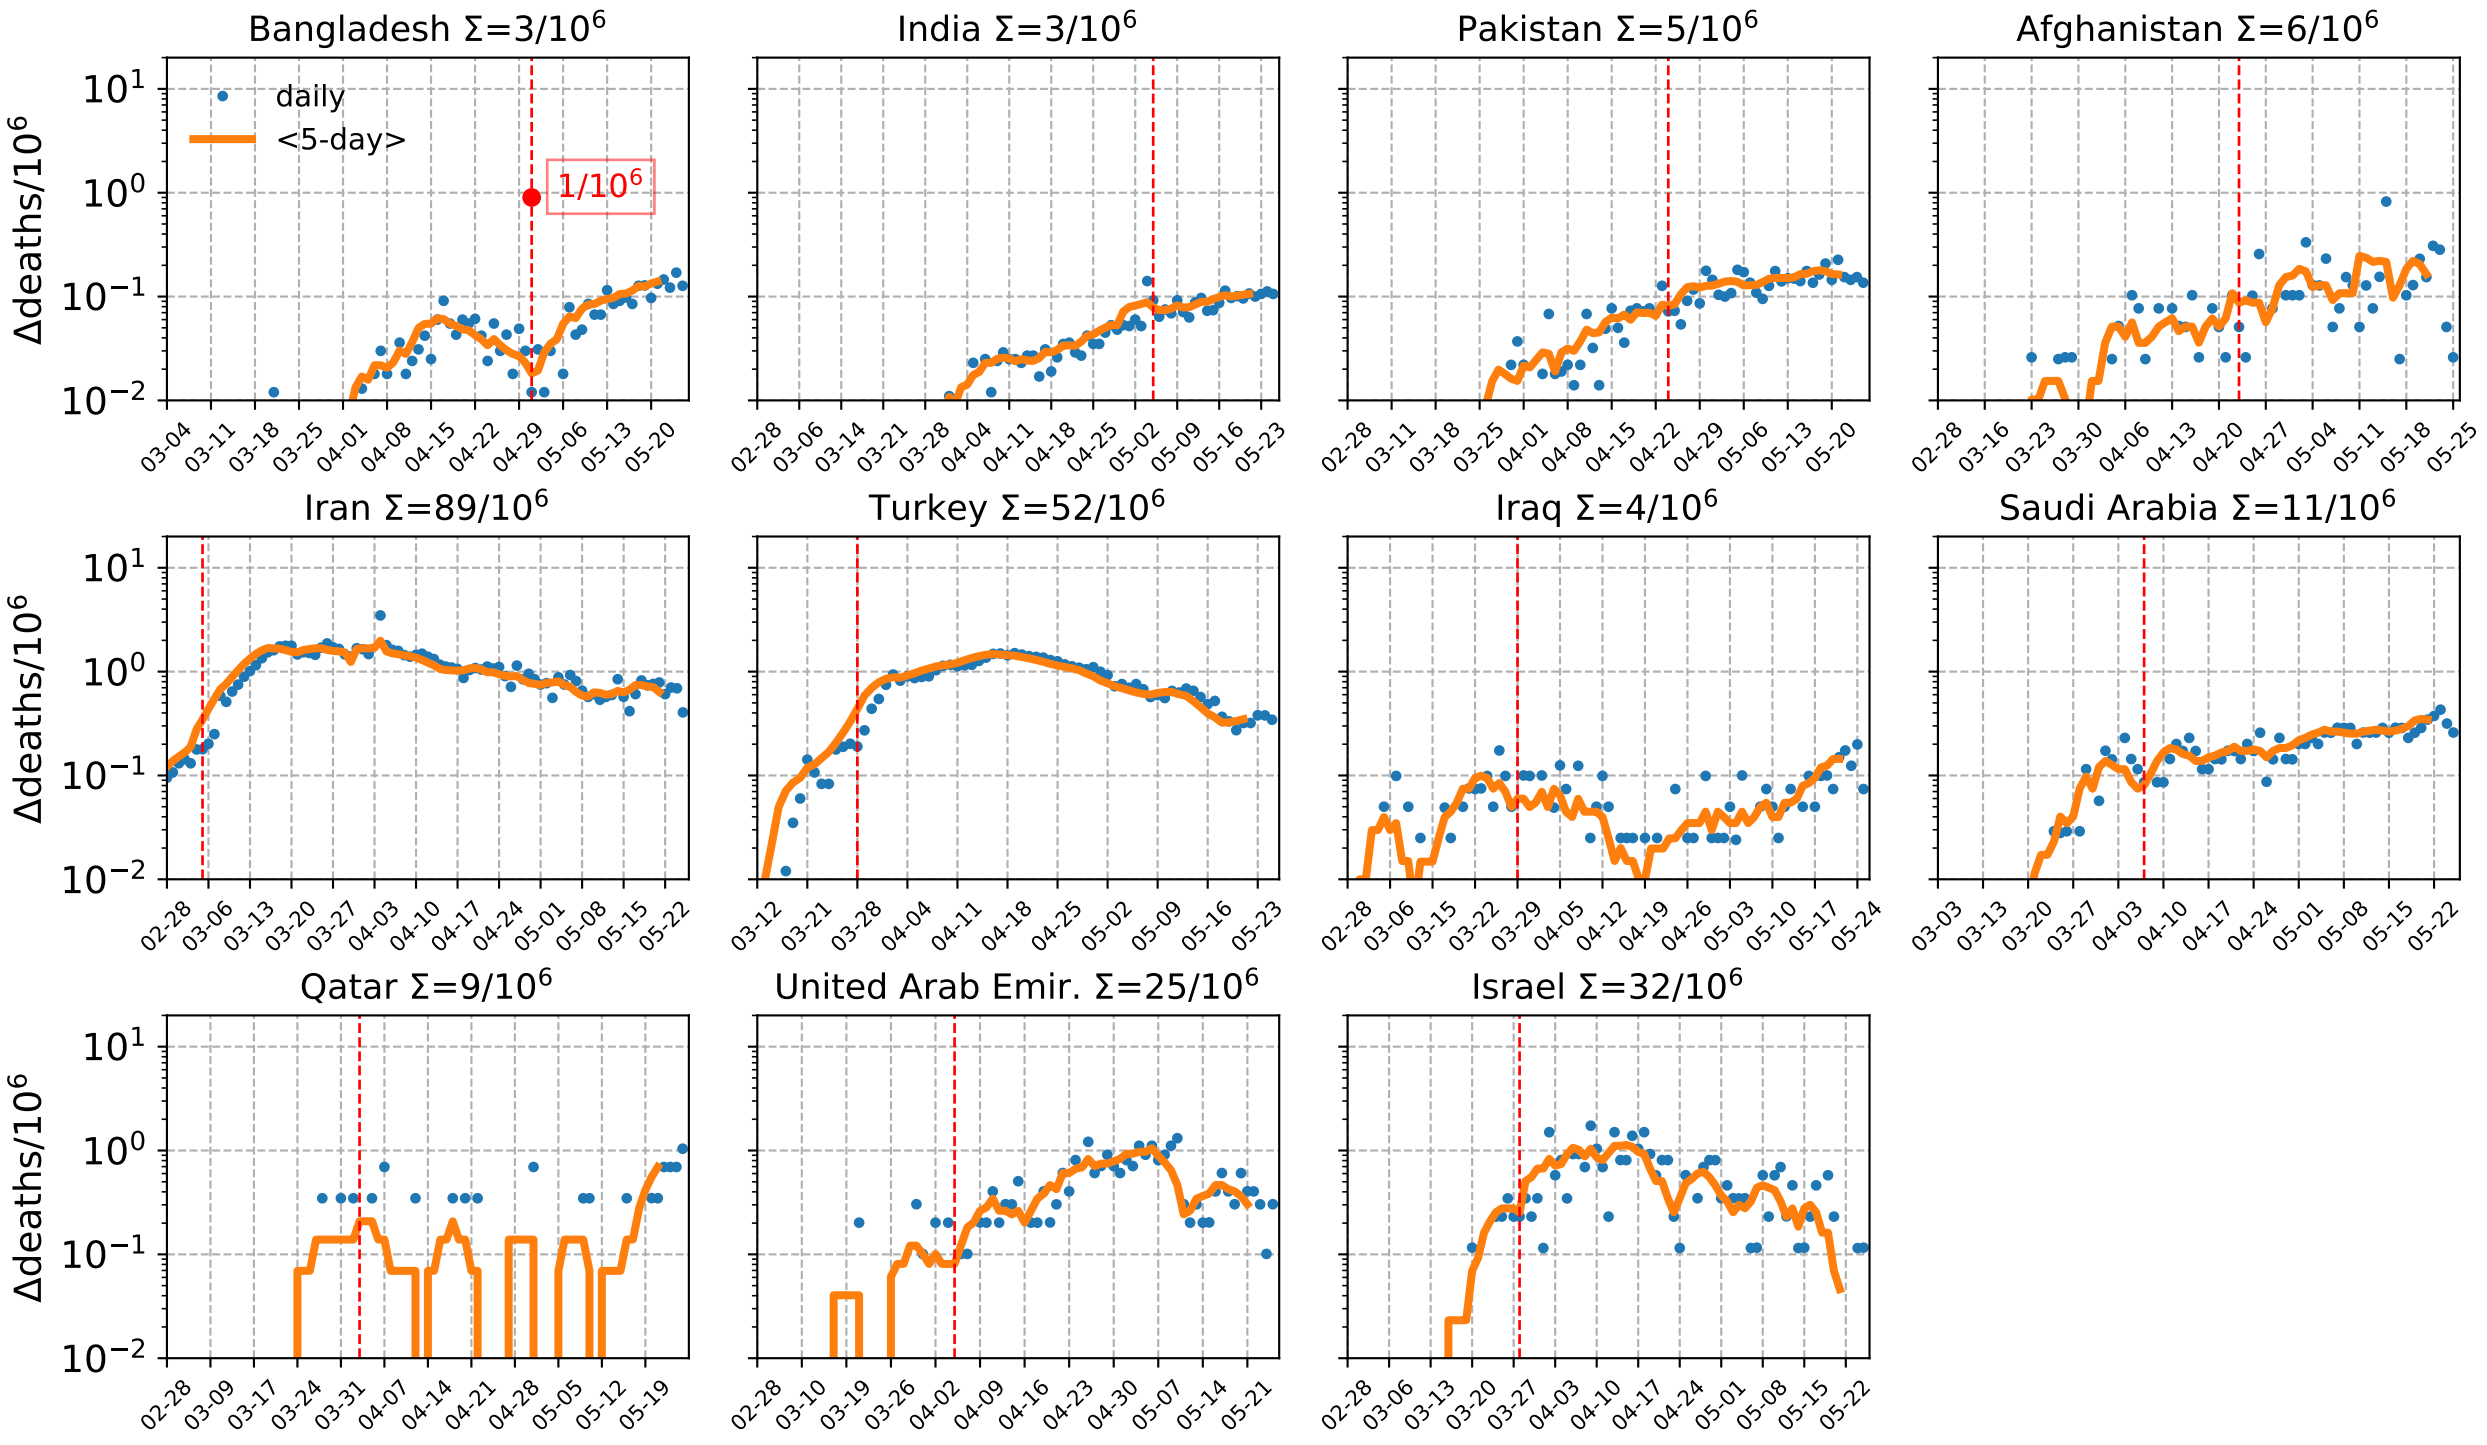 Bangladesh Σ=3/10⁶
India Σ=3/10⁶
Pakistan Σ=5/10⁶
Afghanistan Σ=6/10⁶
Δdeaths/10⁶
10¹
10⁰
10⁻¹
10⁻²
daily
<5-day>
1/10⁶
03-04 03-11 03-18 03-25 04-01 04-08 04-15 04-22 04-29 05-06 05-13 05-20
02-28 03-06 03-14 03-21 03-28 04-04 04-11 04-18 04-25 05-02 05-09 05-16 05-23
02-28 03-11 03-18 03-25 04-01 04-08 04-15 04-22 04-29 05-06 05-13 05-20
02-28 03-16 03-23 03-30 04-06 04-13 04-20 04-27 05-04 05-11 05-18 05-25
Iran Σ=89/10⁶
Turkey Σ=52/10⁶
Iraq Σ=4/10⁶
Saudi Arabia Σ=11/10⁶
Δdeaths/10⁶
10¹
10⁰
10⁻¹
10⁻²
02-28 03-06 03-13 03-20 03-27 04-03 04-10 04-17 04-24 05-01 05-08 05-15 05-22
03-12 03-21 03-28 04-04 04-11 04-18 04-25 05-02 05-09 05-16 05-23
02-28 03-06 03-15 03-22 03-29 04-05 04-12 04-19 04-26 05-03 05-10 05-17 05-24
03-03 03-13 03-20 03-27 04-03 04-10 04-17 04-24 05-01 05-08 05-15 05-22
Qatar Σ=9/10⁶
United Arab Emir. Σ=25/10⁶
Israel Σ=32/10⁶
Δdeaths/10⁶
10¹
10⁰
10⁻¹
10⁻²
02-28 03-09 03-17 03-24 03-31 04-07 04-14 04-21 04-28 05-05 05-12 05-19
02-28 03-10 03-19 03-26 04-02 04-09 04-16 04-23 04-30 05-07 05-14 05-21
02-28 03-06 03-13 03-20 03-27 04-03 04-10 04-17 04-24 05-01 05-08 05-15 05-22